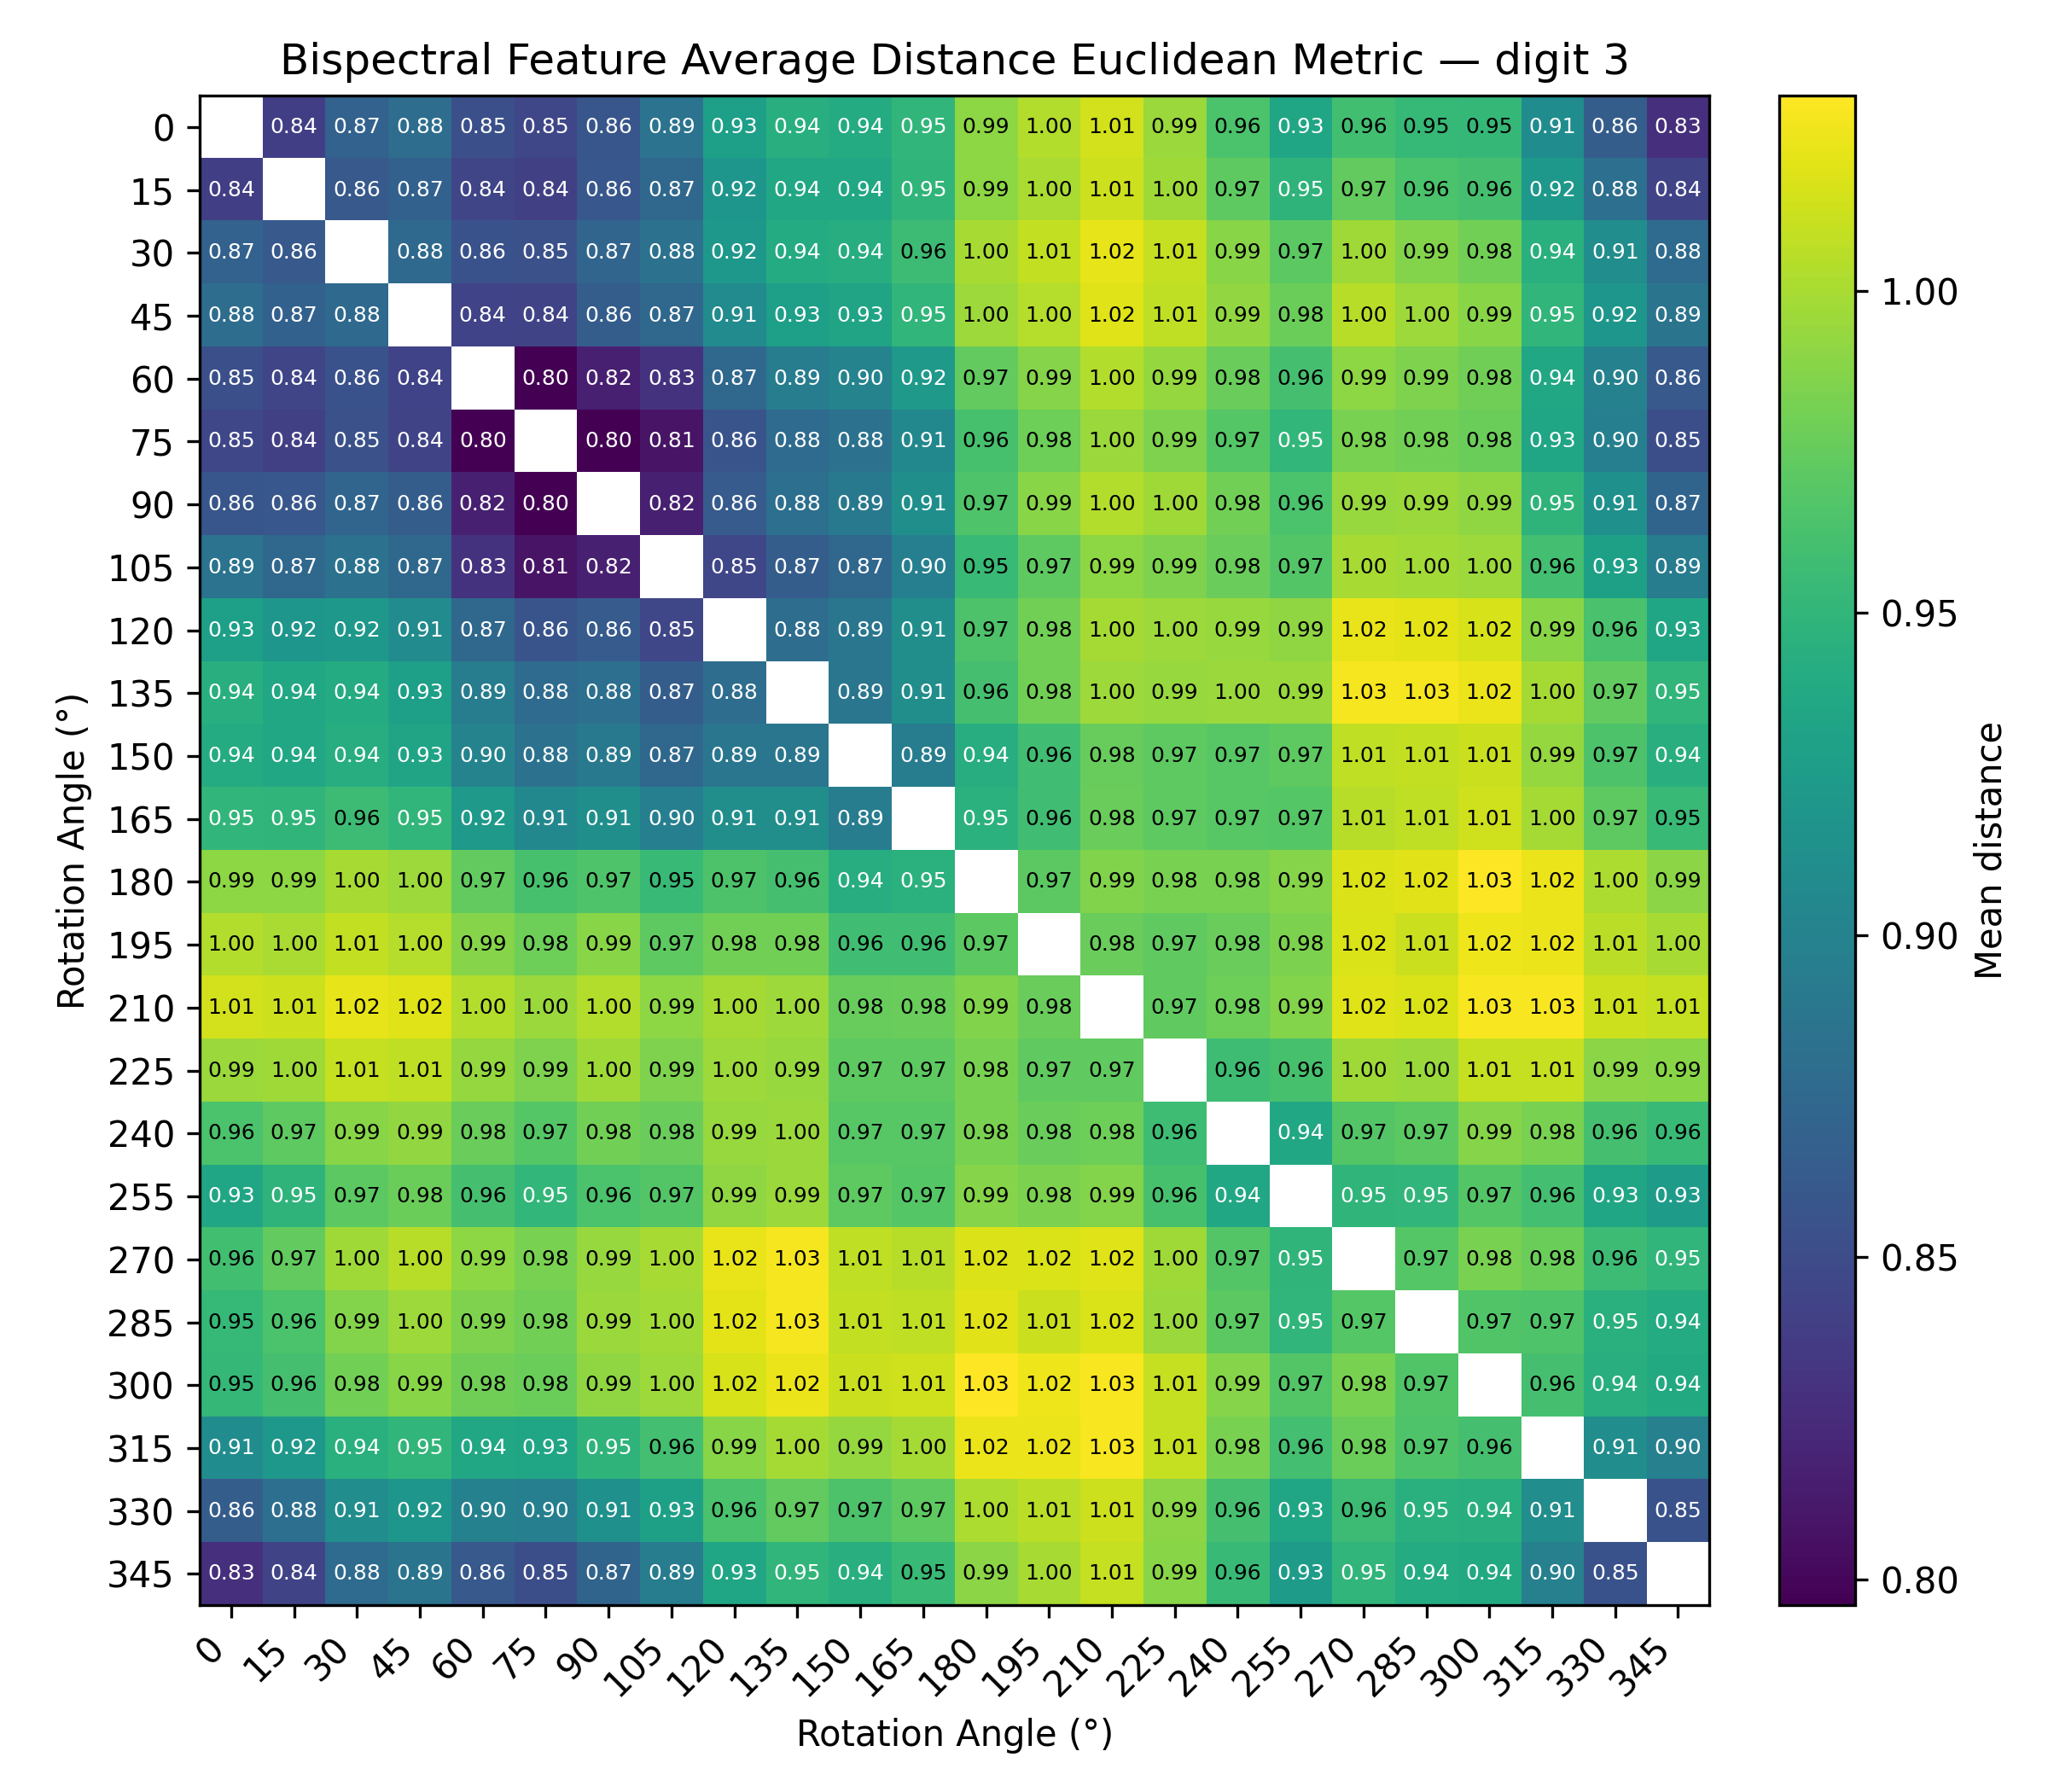 Bispectral Feature Average Distance Euclidean Metric — digit 3
0 0.84 0.87 0.88 0.85 0.85 0.86 0.89 0.93 0.94 0.94 0.95 0.99 1.00 1.01 0.99 0.96 0.93 0.96 0.95 0.95 0.91 0.86 0.83
15 0.84 0.86 0.87 0.84 0.84 0.86 0.87 0.92 0.94 0.94 0.95 0.99 1.00 1.01 1.00 0.97 0.95 0.97 0.96 0.96 0.92 0.88 0.84
30 0.87 0.86 0.88 0.86 0.85 0.87 0.88 0.92 0.94 0.94 0.96 1.00 1.01 1.02 1.01 0.99 0.97 1.00 0.99 0.98 0.94 0.91 0.88
45 0.88 0.87 0.88 0.84 0.84 0.86 0.87 0.91 0.93 0.93 0.95 1.00 1.00 1.02 1.01 0.99 0.98 1.00 1.00 0.99 0.95 0.92 0.89
60 0.85 0.84 0.86 0.84 0.80 0.82 0.83 0.87 0.89 0.90 0.92 0.97 0.99 1.00 0.99 0.98 0.96 0.99 0.99 0.98 0.94 0.90 0.86
75 0.85 0.84 0.85 0.84 0.80 0.80 0.81 0.86 0.88 0.88 0.91 0.96 0.98 1.00 0.99 0.97 0.95 0.98 0.98 0.98 0.93 0.90 0.85
90 0.86 0.86 0.87 0.86 0.82 0.80 0.82 0.86 0.88 0.89 0.91 0.97 0.99 1.00 1.00 0.98 0.96 0.99 0.99 0.99 0.95 0.91 0.87
105 0.89 0.87 0.88 0.87 0.83 0.81 0.82 0.85 0.87 0.87 0.90 0.95 0.97 0.99 0.99 0.98 0.97 1.00 1.00 1.00 0.96 0.93 0.89
120 0.93 0.92 0.92 0.91 0.87 0.86 0.86 0.85 0.88 0.89 0.91 0.97 0.98 1.00 1.00 0.99 0.99 1.02 1.02 1.02 0.99 0.96 0.93
135 0.94 0.94 0.94 0.93 0.89 0.88 0.88 0.87 0.88 0.89 0.91 0.96 0.98 1.00 0.99 1.00 0.99 1.03 1.03 1.02 1.00 0.97 0.95
150 0.94 0.94 0.94 0.93 0.90 0.88 0.89 0.87 0.89 0.89 0.89 0.94 0.96 0.98 0.97 0.97 0.97 1.01 1.01 1.01 0.99 0.97 0.94
165 0.95 0.95 0.96 0.95 0.92 0.91 0.91 0.90 0.91 0.91 0.89 0.95 0.96 0.98 0.97 0.97 0.97 1.01 1.01 1.01 1.00 0.97 0.95
180 0.99 0.99 1.00 1.00 0.97 0.96 0.97 0.95 0.97 0.96 0.94 0.95 0.97 0.99 0.98 0.98 0.99 1.02 1.02 1.03 1.02 1.00 0.99
195 1.00 1.00 1.01 1.00 0.99 0.98 0.99 0.97 0.98 0.98 0.96 0.96 0.97 0.98 0.97 0.98 0.98 1.02 1.01 1.02 1.02 1.01 1.00
210 1.01 1.01 1.02 1.02 1.00 1.00 1.00 0.99 1.00 1.00 0.98 0.98 0.99 0.98 0.97 0.98 0.99 1.02 1.02 1.03 1.03 1.01 1.01
225 0.99 1.00 1.01 1.01 0.99 0.99 1.00 0.99 1.00 0.99 0.97 0.97 0.98 0.97 0.97 0.96 0.96 1.00 1.00 1.01 1.01 0.99 0.99
240 0.96 0.97 0.99 0.99 0.98 0.97 0.98 0.98 0.99 1.00 0.97 0.97 0.98 0.98 0.98 0.96 0.94 0.97 0.97 0.99 0.98 0.96 0.96
255 0.93 0.95 0.97 0.98 0.96 0.95 0.96 0.97 0.99 0.99 0.97 0.97 0.99 0.98 0.99 0.96 0.94 0.95 0.95 0.97 0.96 0.93 0.93
270 0.96 0.97 1.00 1.00 0.99 0.98 0.99 1.00 1.02 1.03 1.01 1.01 1.02 1.02 1.02 1.00 0.97 0.95 0.97 0.98 0.98 0.96 0.95
285 0.95 0.96 0.99 1.00 0.99 0.98 0.99 1.00 1.02 1.03 1.01 1.01 1.02 1.01 1.02 1.00 0.97 0.95 0.97 0.97 0.97 0.95 0.94
300 0.95 0.96 0.98 0.99 0.98 0.98 0.99 1.00 1.02 1.02 1.01 1.01 1.03 1.02 1.03 1.01 0.99 0.97 0.98 0.97 0.96 0.94 0.94
315 0.91 0.92 0.94 0.95 0.94 0.93 0.95 0.96 0.99 1.00 0.99 1.00 1.02 1.02 1.03 1.01 0.98 0.96 0.98 0.97 0.96 0.91 0.90
330 0.86 0.88 0.91 0.92 0.90 0.90 0.91 0.93 0.96 0.97 0.97 0.97 1.00 1.01 1.01 0.99 0.96 0.93 0.96 0.95 0.94 0.91 0.85
345 0.83 0.84 0.88 0.89 0.86 0.85 0.87 0.89 0.93 0.95 0.94 0.95 0.99 1.00 1.01 0.99 0.96 0.93 0.95 0.94 0.94 0.90 0.85
0 15 30 45 60 75 90 105 120 135 150 165 180 195 210 225 240 255 270 285 300 315 330 345
Rotation Angle (°)
Rotation Angle (°)
1.00
0.95
0.90
0.85
0.80
Mean distance